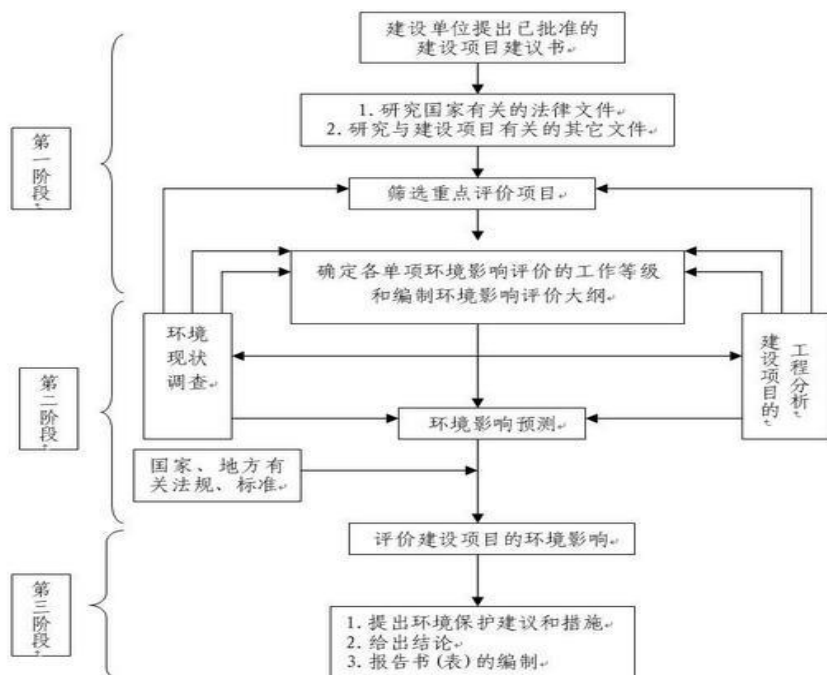 建设单位提出已批准的
建设项目建议书
1. 研究国家有关的法律文件
2. 研究与建设项目有关的其它文件
第一阶段
筛选重点评价项目
确定各单项环境影响评价的工作等级
和编制环境影响评价大纲
环境
现状
调查
工程分析
建设项目的
第二阶段
环境影响预测
国家、地方有
关法规、标准
评价建设项目的环境影响
第三阶段
1. 提出环境保护建议和措施
2. 给出结论
3. 报告书(表)的编制